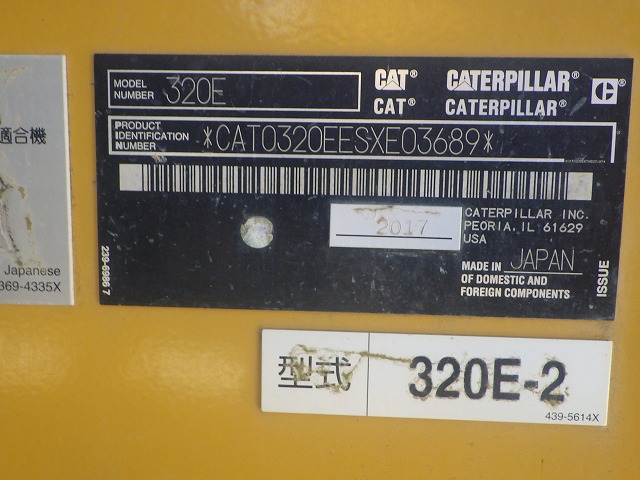 適合機
Japanese
369-4335X
MODEL
NUMBER
320E
CAT® CATERPILLAR®
CAT® CATERPILLAR®
PRODUCT
IDENTIFICATION
NUMBER
*CAT0320EESXE03689*
2017
CATERPILLAR INC.
PEORIA, IL 61629
USA
MADE IN JAPAN
OF DOMESTIC AND
FOREIGN COMPONENTS
ISSUE
239-6986 7
型式 320E-2
439-5614X